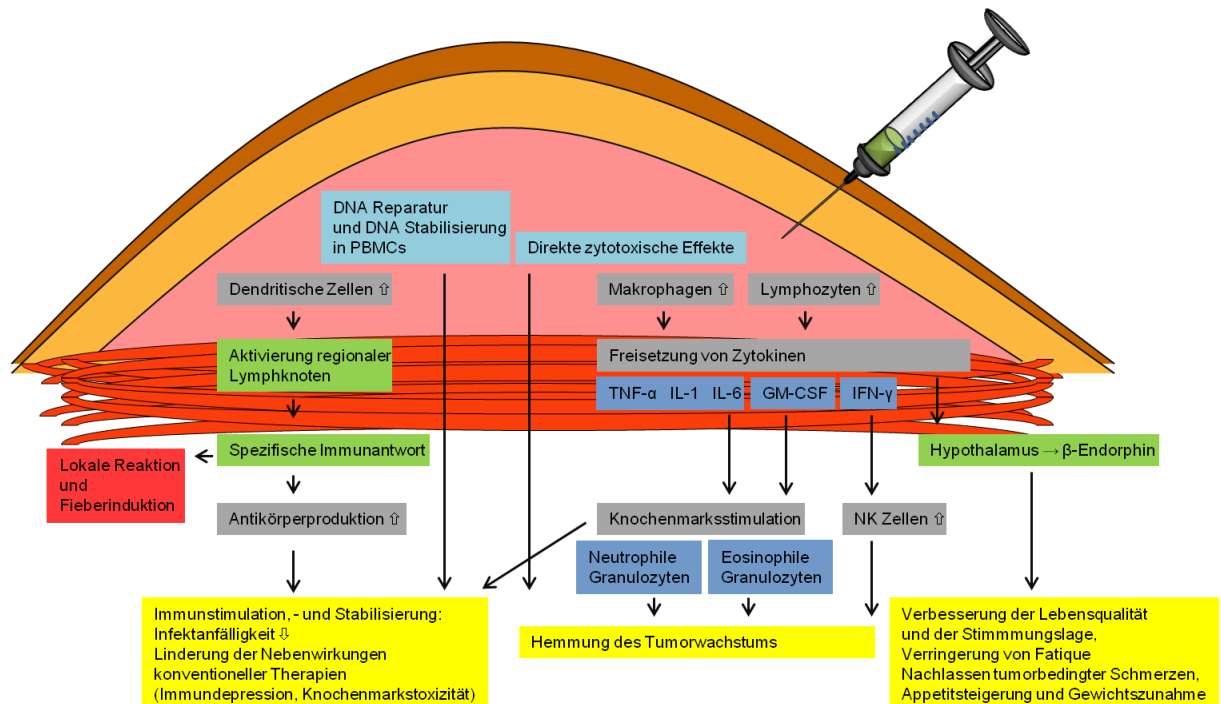 DNA Reparatur
und DNA Stabilisierung
in PBMCs
Direkte zytotoxische Effekte
Dendritische Zellen ⇧
Makrophagen ⇧
Lymphozyten ⇧
Aktivierung regionaler
Lymphknoten
Freisetzung von Zytokinen
TNF-α IL-1 IL-6
GM-CSF
IFN-γ
Spezifische Immunantwort
Hypothalamus → β-Endorphin
Lokale Reaktion
und
Fieberinduktion
Antikörperproduktion ⇧
Knochenmarksstimulation
NK Zellen ⇧
Neutrophile
Granulozyten
Eosinophile
Granulozyten
Immunstimulation,- und Stabilisierung:
Infektanfälligkeit ⇩
Linderung der Nebenwirkungen
konventioneller Therapien
(Immundepression, Knochenmarkstoxizität)
Hemmung des Tumorwachstums
Verbesserung der Lebensqualität
und der Stimmmungslage,
Verringerung von Fatique
Nachlassen tumorbedingter Schmerzen,
Appetitsteigerung und Gewichtszunahme